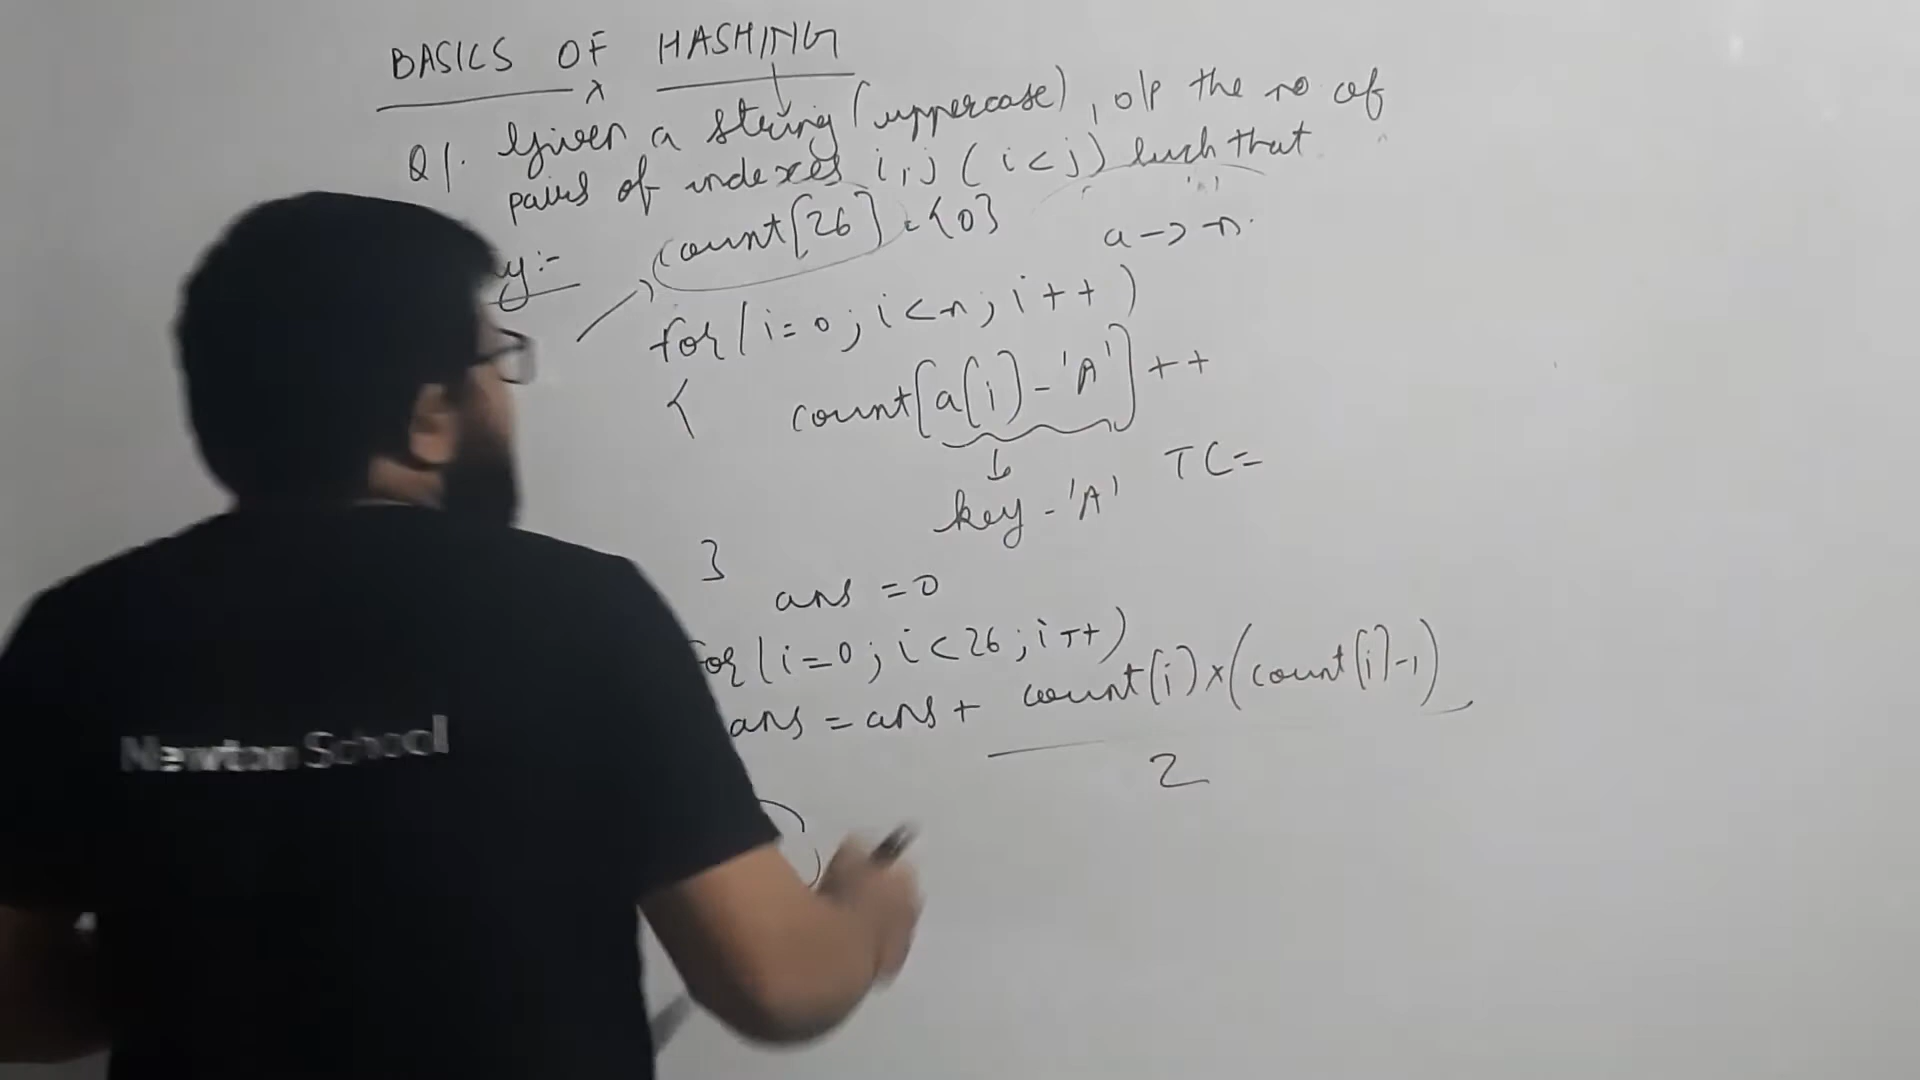 BASICS OF HASHING
Q1. Given a string (uppercase), o/p the no of
pairs of indexes i, j (i<j) such that
y:-
count[26] = {0}
a -> n
for(i=0; i<n; i++)
{
count[a[i]-'A']++
key - 'A'
TC=
}
ans = 0
for(i=0; i<26; i++)
ans = ans + count[i] x (count[i]-1)
2
Newton School